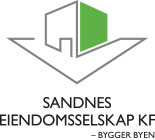 SANDNES
EIENDOMSSELSKAP KF
– BYGGER BYEN